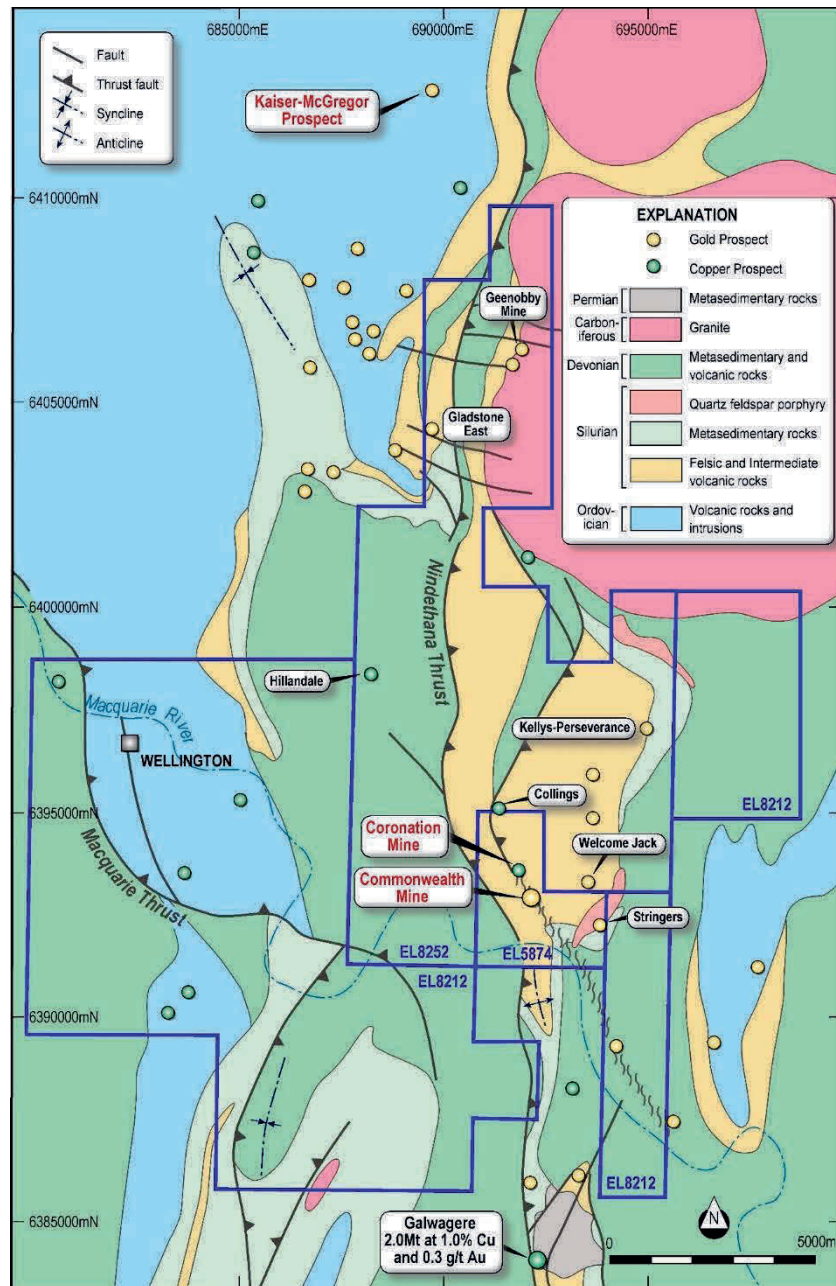 685000mE
690000mE
695000mE
Fault
Thrust fault
Syncline
Anticline
Kaiser-McGregor
Prospect
6410000mN
EXPLANATION
Gold Prospect
Copper Prospect
Permian
Metasedimentary rocks
Carbon-
iferous
Granite
Devonian
Metasedimentary and
volcanic rocks
Quartz feldspar porphyry
Silurian
Metasedimentary rocks
Felsic and Intermediate
volcanic rocks
Ordov-
ician
Volcanic rocks and
intrusions
Geenobby
Mine
6405000mN
Gladstone
East
Nindethana Thrust
6400000mN
Hillandale
Macquarie River
WELLINGTON
Kellys-Perseverance
Collings
EL8212
6395000mN
Coronation
Mine
Welcome Jack
Macquarie Thrust
Commonwealth
Mine
Stringers
EL8252
EL5874
EL8212
6390000mN
EL8212
6385000mN
Galwagere
2.0Mt at 1.0% Cu
and 0.3 g/t Au
N
0
5000m